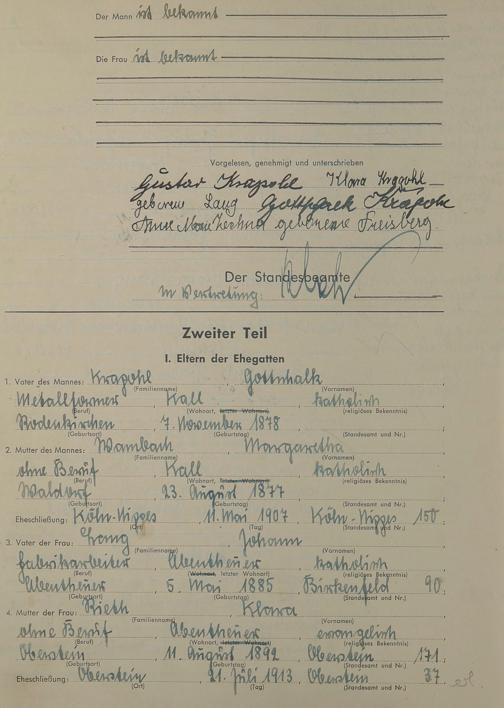 Der Mann ist bekannt
Die Frau ist bekannt
Vorgelesen, genehmigt und unterschrieben
Gustav Krapohl Klara Krapohl
geborene Lang Gottschalk Krapohl
Anne Marie geborene Freisberg.
Der Standesbeamte
In Vertretung:
Zweiter Teil
I. Eltern der Ehegatten
1. Vater des Mannes: Krapohl, Gottschalk,
(Familienname) (Vornamen)
Metallformer, Kall, katholisch
(Beruf) (Wohnort, letzter Wohnort) (religiöses Bekenntnis)
Rodenkirchen, 7. November 1878
(Geburtsort) (Geburtstag) (Standesamt und Nr.)
2. Mutter des Mannes: Wambach, Margaretha,
(Familienname) (Vornamen)
ohne Beruf, Kall, katholisch
(Beruf) (Wohnort, letzter Wohnort) (religiöses Bekenntnis)
Waldorf, 23. August 1877
(Geburtsort) (Geburtstag) (Standesamt und Nr.)
Eheschließung: Köln-Nippes, 11. Mai 1907, Köln-Nippes 150,
(Ort) (Tag) (Standesamt und Nr.)
3. Vater der Frau: Lang, Johann,
(Familienname) (Vornamen)
Fabrikarbeiter, Abentheuer, katholisch
(Beruf) (Wohnort, letzter Wohnort) (religiöses Bekenntnis)
Abentheuer, 5. Mai 1885, Birkenfeld 90,
(Geburtsort) (Geburtstag) (Standesamt und Nr.)
4. Mutter der Frau: Rieth, Klara,
(Familienname) (Vornamen)
ohne Beruf, Abentheuer, evangelisch
(Beruf) (Wohnort, letzter Wohnort) (religiöses Bekenntnis)
Oberstein, 11. August 1892, Oberstein 171,
(Geburtsort) (Geburtstag) (Standesamt und Nr.)
Eheschließung: Oberstein, 21. Juli 1913, Oberstein 37,
(Ort) (Tag) (Standesamt und Nr.)